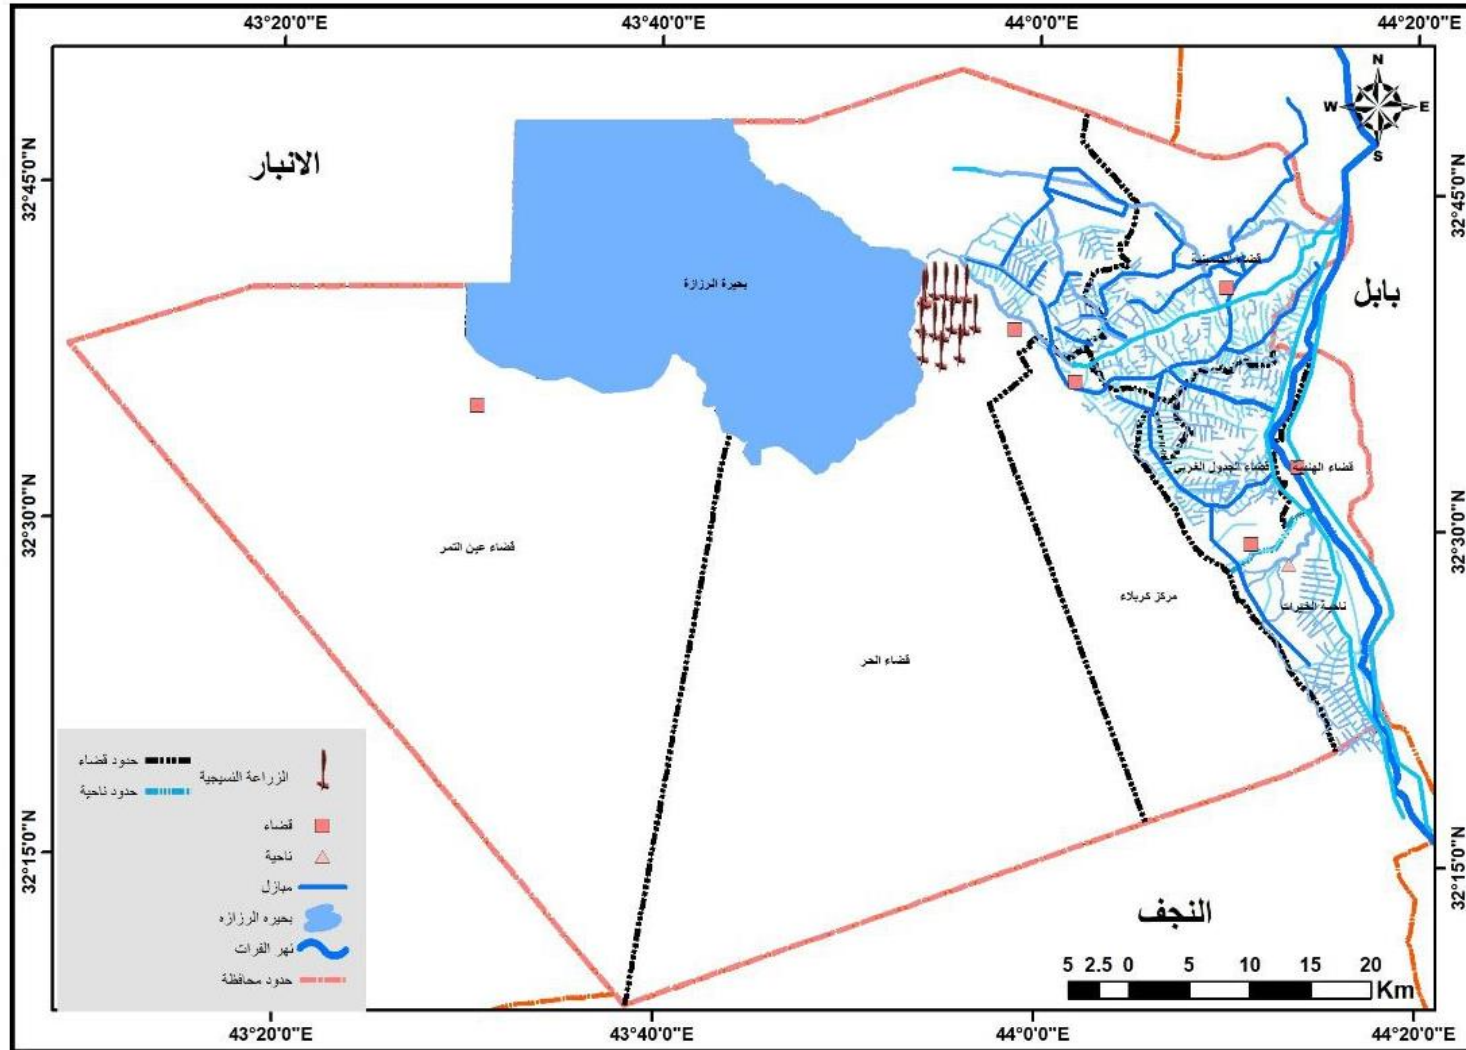 43°20'0"E
43°40'0"E
44°0'0"E
44°20'0"E
N
W E
S
32°45'0"N
32°45'0"N
الانبار
بابل
قضاء الحسينية
بحيرة الرزازة
قضاء الجدول الغربي
قضاء الهندية
32°30'0"N
32°30'0"N
قضاء عين التمر
مركز كربلاء
ناحية الخيرات
قضاء الحر
الزراعة النسيجية
حدود قضاء
حدود ناحية
قضاء
ناحية
مبازل
بحيره الرزازه
نهر الفرات
حدود محافظة
32°15'0"N
32°15'0"N
النجف
5 2.5 0 5 10 15 20
Km
43°20'0"E
43°40'0"E
44°0'0"E
44°20'0"E